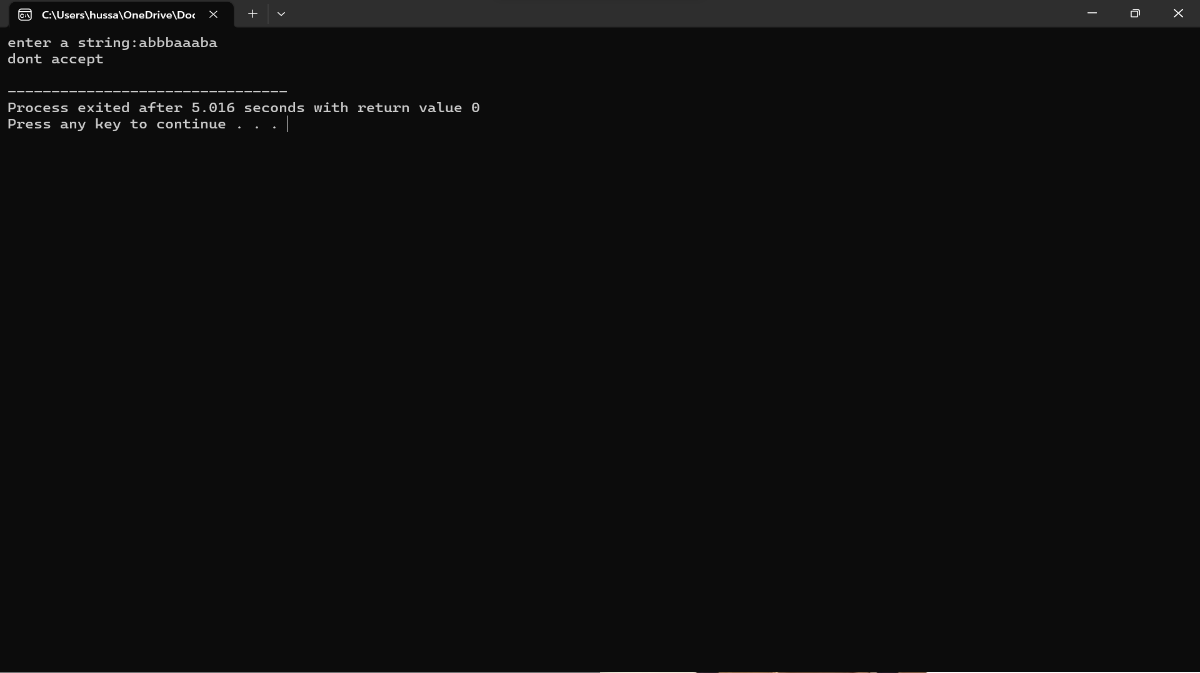 C:\Users\hussa\OneDrive\Doc
enter a string:abbbaaaba
dont accept
--------------------------------
Process exited after 5.016 seconds with return value 0
Press any key to continue . . .